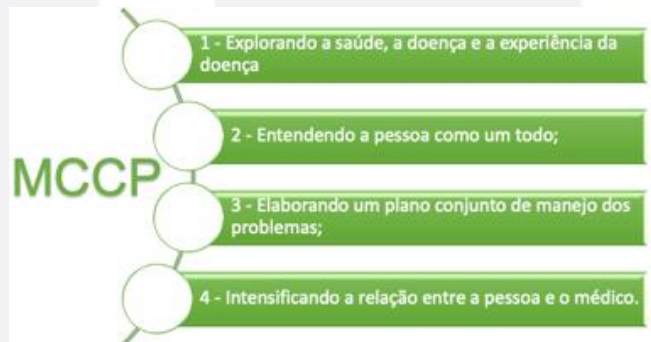 MCCP
1 - Explorando a saúde, a doença e a experiência da
doença
2 - Entendendo a pessoa como um todo;
3 - Elaborando um plano conjunto de manejo dos
problemas;
4 - Intensificando a relação entre a pessoa e o médico.